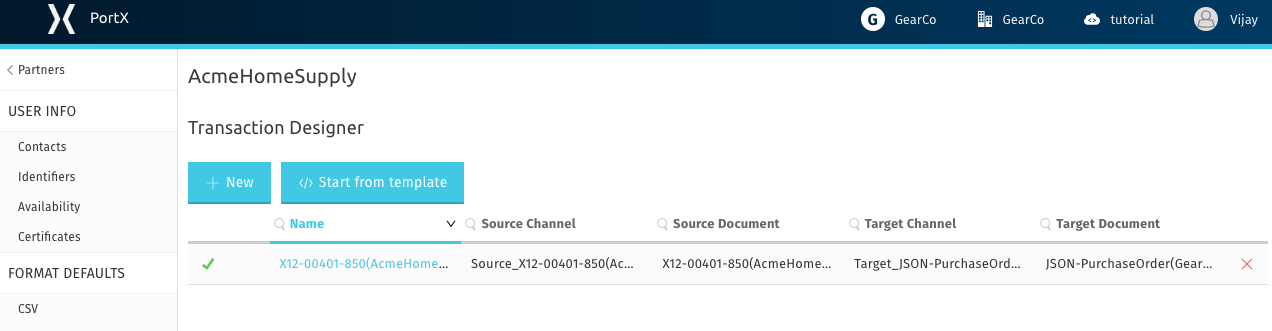 PortX
G GearCo
GearCo
tutorial
Vijay
Partners
USER INFO
Contacts
Identifiers
Availability
Certificates
FORMAT DEFAULTS
CSV
AcmeHomeSupply
Transaction Designer
New
Start from template
Name Source Channel Source Document Target Channel Target Document
X12-00401-850(AcmeHome... Source_X12-00401-850(Ac... X12-00401-850(AcmeHome... Target_JSON-PurchaseOrd... JSON-PurchaseOrder(Gear...